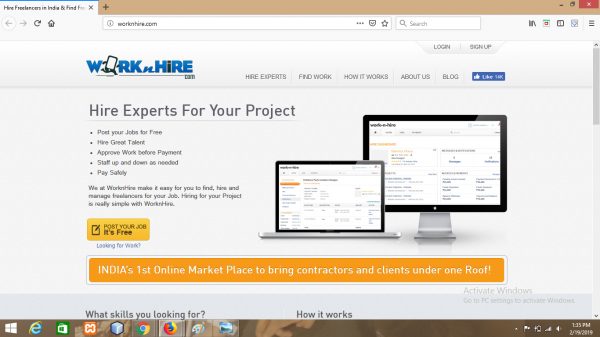 Hire Freelancers in India & Find Fre
worknhire.com
Search
LOGIN
SIGN UP
WORKnHIRE
.com
HIRE EXPERTS
FIND WORK
HOW IT WORKS
ABOUT US
BLOG
Like 14K
Hire Experts For Your Project
Post your Jobs for Free
Hire Great Talent
Approve Work before Payment
Staff up and down as needed
Pay Safely
We at WorknHire make it easy for you to find, hire and
manage freelancers for your Job. Hiring for your Project
is really simple with WorknHire.
POST YOUR JOB
It's Free
Looking for Work?
work-n-hire
work-n-hire
INDIA's 1st Online Market Place to bring contractors and clients under one Roof!
Activate Windows
Go to PC settings to activate Windows.
What skills you looking for?
How it works
1:35 PM
2/19/2019